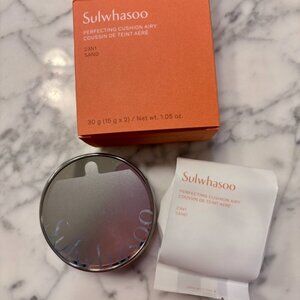 Sulwhasoo
PERFECTING CUSHION AIRY
COUSSIN DE TEINT AÉRÉ
23N1
SAND
30 g (15 g x 2) / Net wt. 1.05 oz.
Sulwhasoo
PERFECTING CUSHION AIRY
COUSSIN DE TEINT AÉRÉ
23N1
SAND